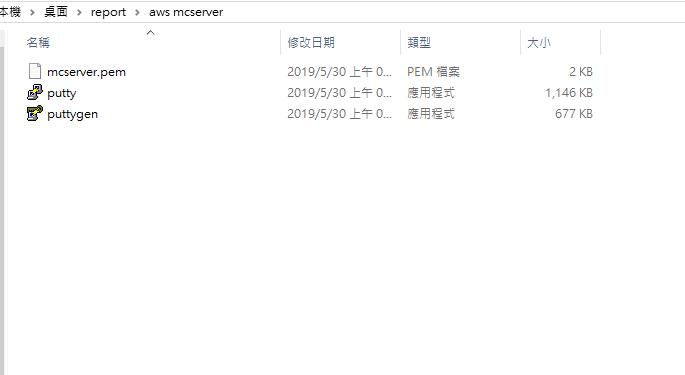 本機 › 桌面 › report › aws mcserver
名稱 修改日期 類型 大小
mcserver.pem 2019/5/30 上午 0... PEM 檔案 2 KB
putty 2019/5/30 上午 0... 應用程式 1,146 KB
puttygen 2019/5/30 上午 0... 應用程式 677 KB